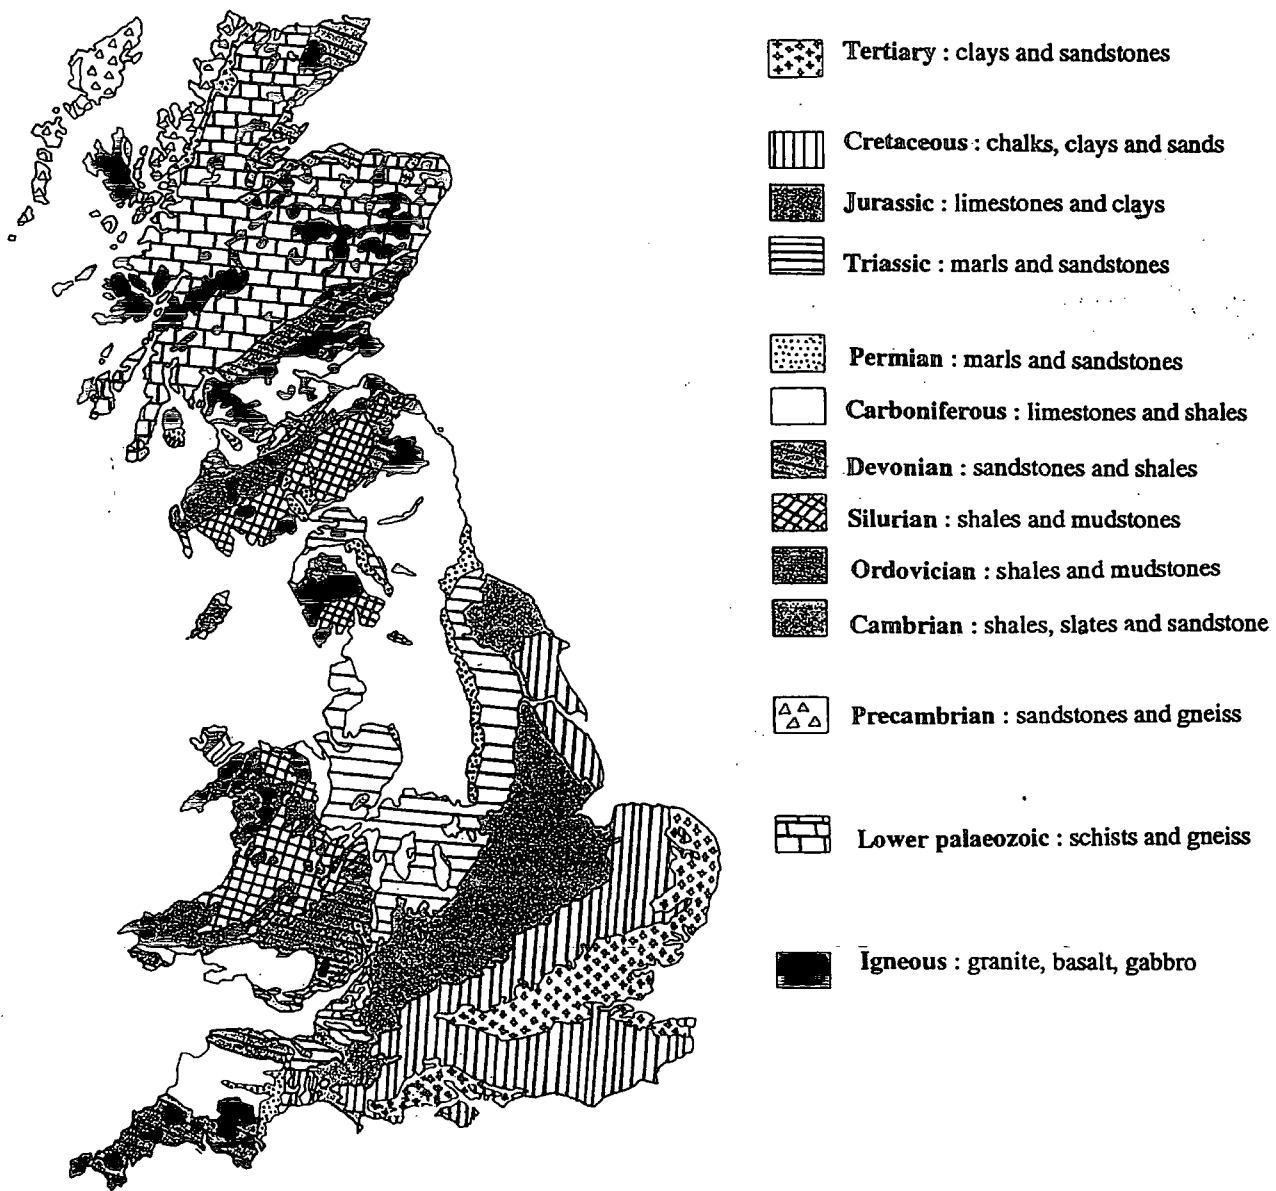 Tertiary : clays and sandstones
Cretaceous : chalks, clays and sands
Jurassic : limestones and clays
Triassic : marls and sandstones
Permian : marls and sandstones
Carboniferous : limestones and shales
Devonian : sandstones and shales
Silurian : shales and mudstones
Ordovician : shales and mudstones
Cambrian : shales, slates and sandstone
Precambrian : sandstones and gneiss
Lower palaeozoic : schists and gneiss
Igneous : granite, basalt, gabbro